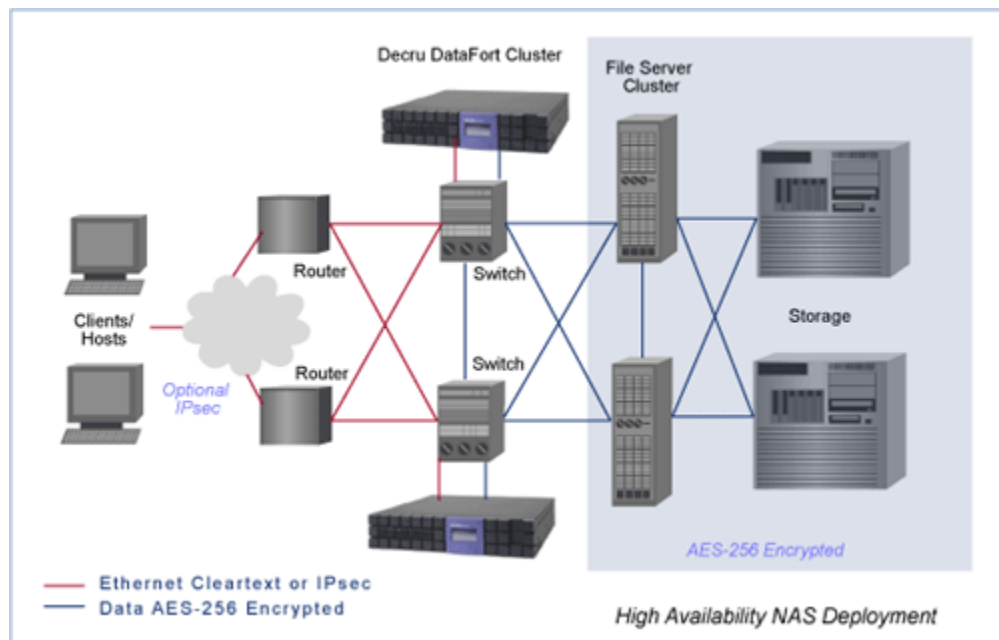 Decru DataFort Cluster
File Server
Cluster
Router
Switch
Clients/
Hosts
Storage
Router
Switch
Optional
IPsec
AES-256 Encrypted
Ethernet Cleartext or IPsec
Data AES-256 Encrypted
High Availability NAS Deployment